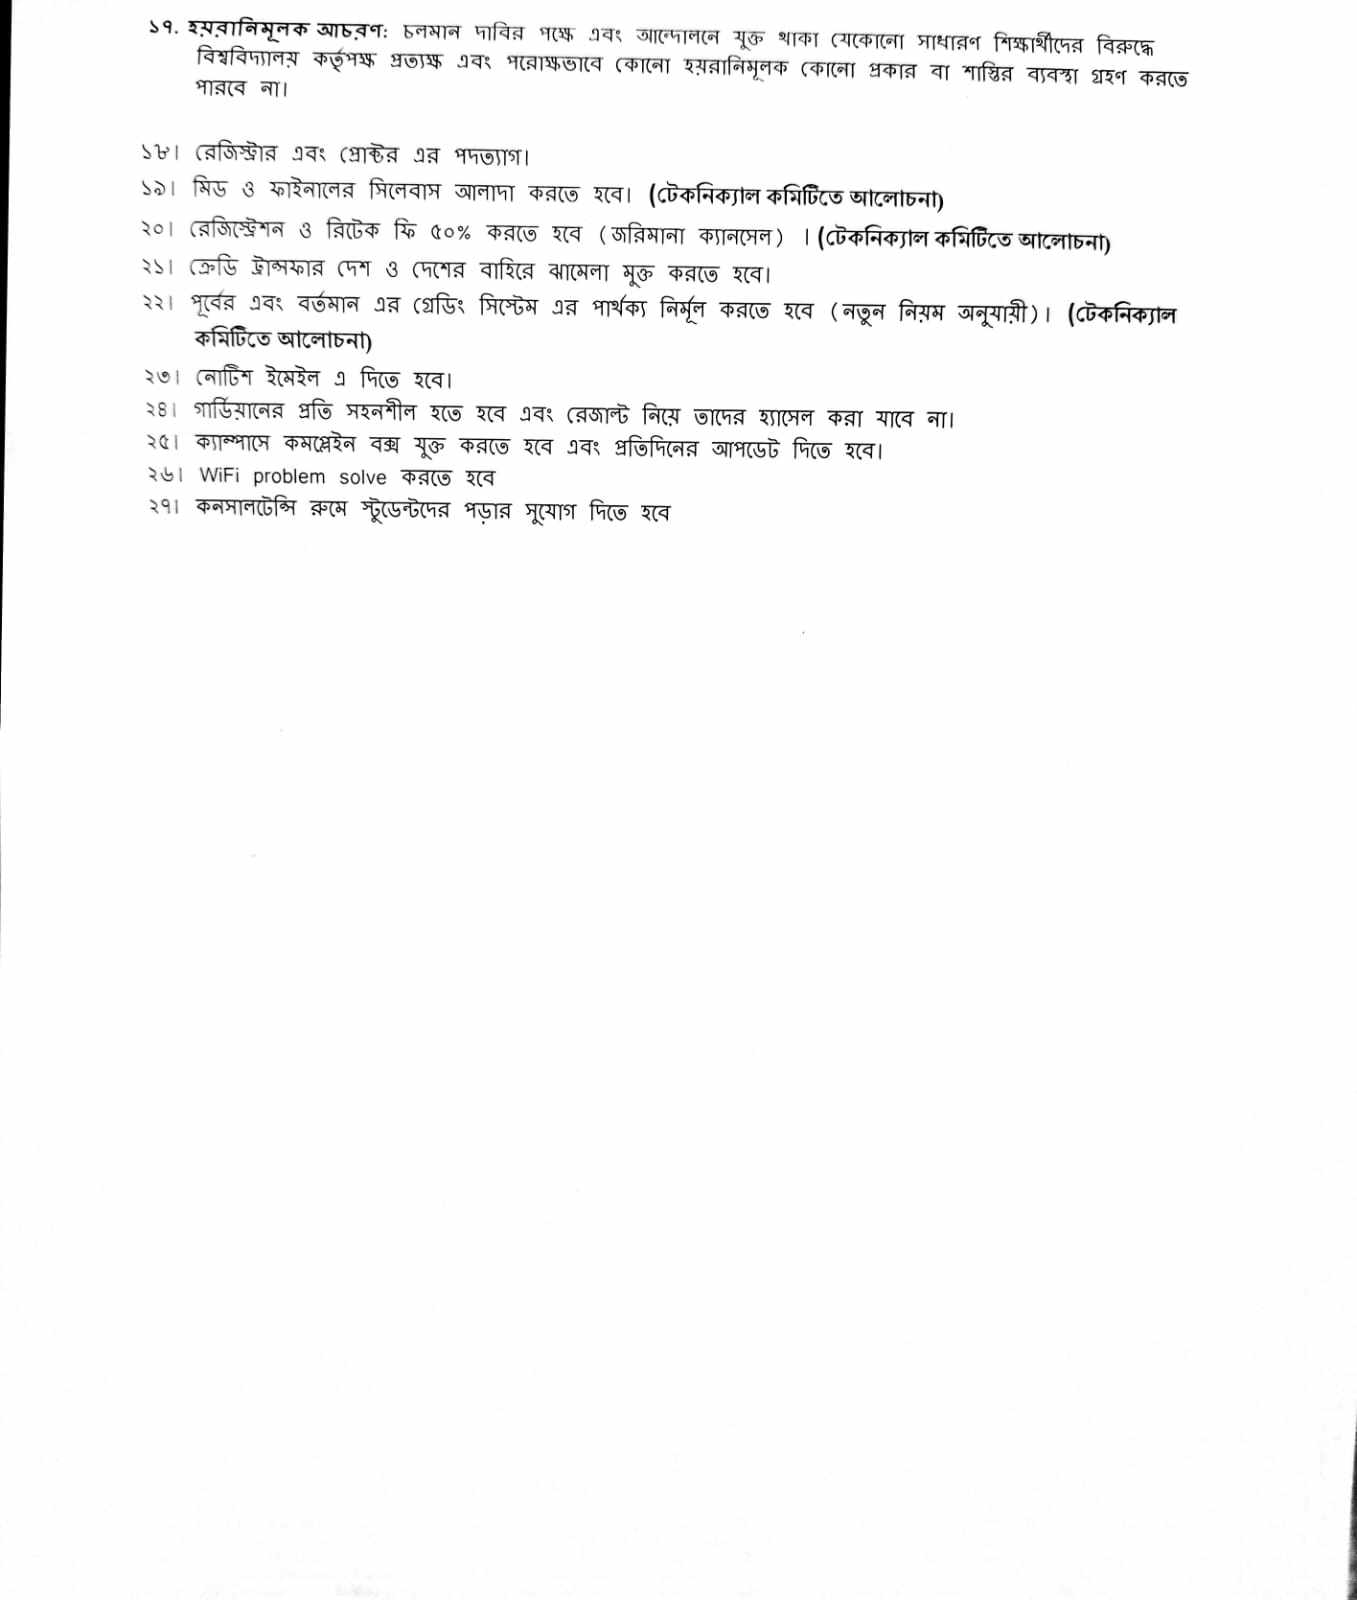 ১৭. হয়রানিমূলক আচরণ: চলমান দাবির পক্ষে এবং আন্দোলনে যুক্ত থাকা যেকোনো সাধারণ শিক্ষার্থীদের বিরুদ্ধে
বিশ্ববিদ্যালয় কর্তৃপক্ষ প্রত্যক্ষ এবং পরোক্ষভাবে কোনো হয়রানিমূলক কোনো প্রকার বা শাস্তির ব্যবস্থা গ্রহণ করতে
পারবে না।
১৮। রেজিস্ট্রার এবং প্রোক্টর এর পদত্যাগ।
১৯। মিড ও ফাইনালের সিলেবাস আলাদা করতে হবে। (টেকনিক্যাল কমিটিতে আলোচনা)
২০। রেজিস্ট্রেশন ও রিটেক ফি ৫০% করতে হবে (জরিমানা ক্যানসেল) । (টেকনিক্যাল কমিটিতে আলোচনা)
২১। ক্রেডি ট্রান্সফার দেশ ও দেশের বাহিরে ঝামেলা মুক্ত করতে হবে।
২২। পূর্বের এবং বর্তমান এর গ্রেডিং সিস্টেম এর পার্থক্য নির্মূল করতে হবে (নতুন নিয়ম অনুযায়ী)। (টেকনিক্যাল
কমিটিতে আলোচনা)
২৩। নোটিশ ইমেইল এ দিতে হবে।
২৪। গার্ডিয়ানের প্রতি সহনশীল হতে হবে এবং রেজাল্ট নিয়ে তাদের হ্যাসেল করা যাবে না।
২৫। ক্যাম্পাসে কমপ্লেইন বক্স যুক্ত করতে হবে এবং প্রতিদিনের আপডেট দিতে হবে।
২৬। WiFi problem solve করতে হবে
২৭। কনসালটেন্সি রুমে স্টুডেন্টদের পড়ার সুযোগ দিতে হবে